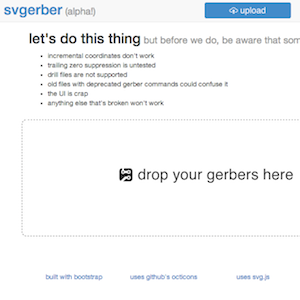 svgerber (alpha!)
upload
let's do this thing but before we do, be aware that som
incremental coordinates don't work
trailing zero suppression is untested
drill files are not supported
old files with deprecated gerber commands could confuse it
the UI is crap
anything else that's broken won't work
drop your gerbers here
built with bootstrap
uses github's octicons
uses svg.js